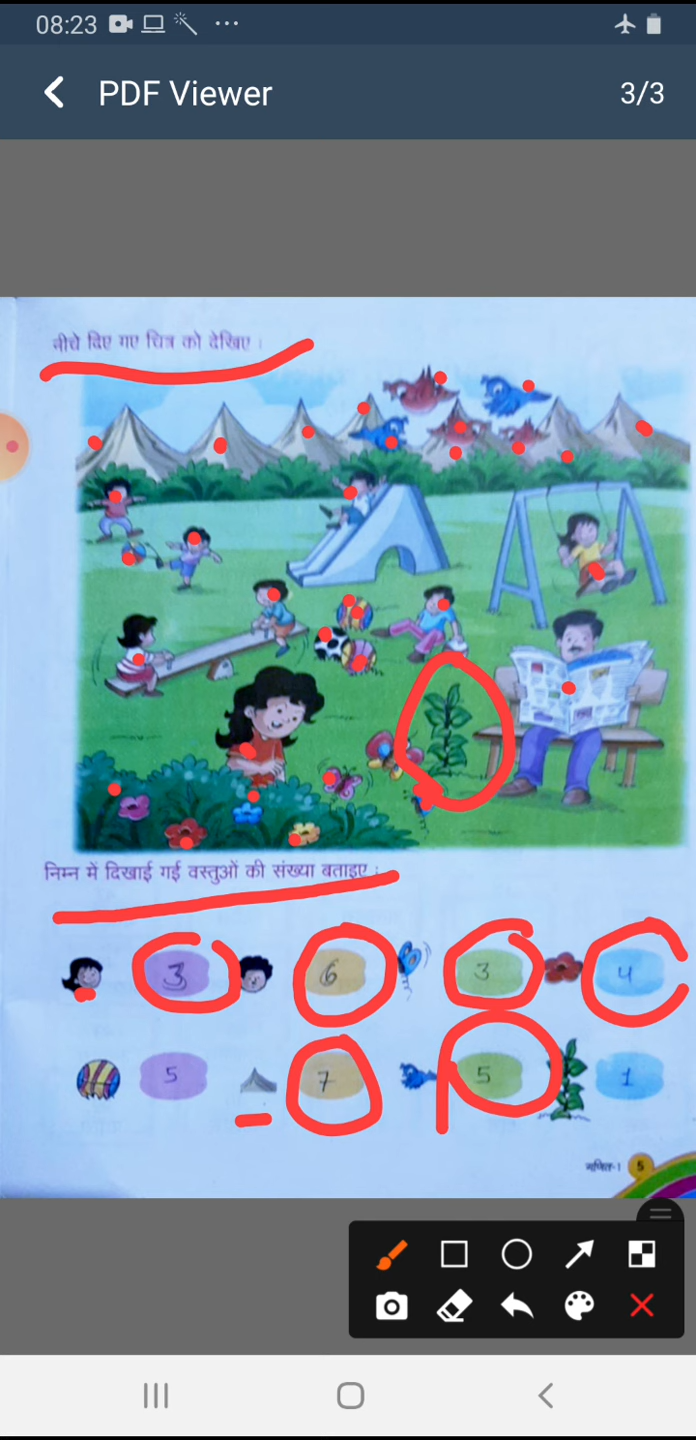 08:23
PDF Viewer 3/3
नीचे दिए गए चित्र को देखिए ।
निम्न में दिखाई गई वस्तुओं की संख्या बताइए :
3 6 3 4
5 7 5 1
गणित-1 5